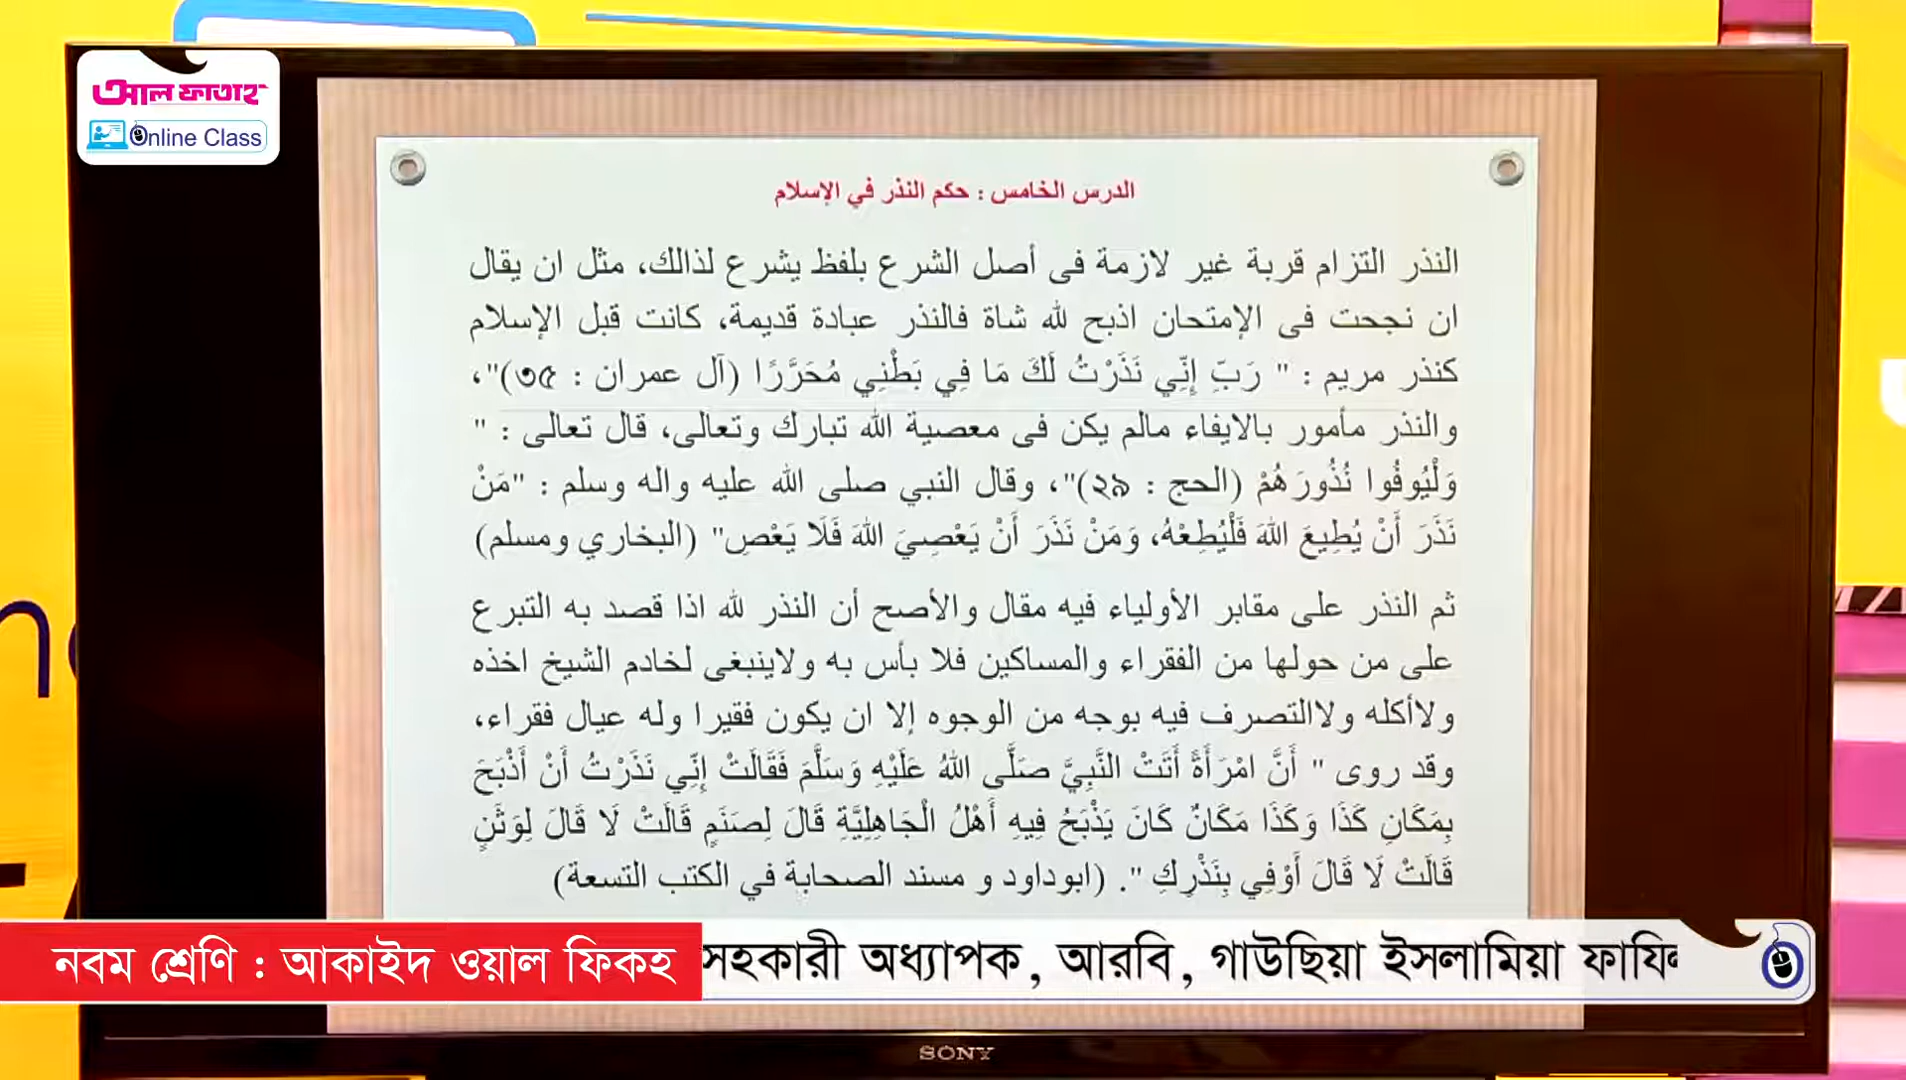 আল ফাতাহ
Online Class
الدرس الخامس : حكم النذر في الإسلام
النذر التزام قربة غير لازمة فى أصل الشرع بلفظ يشرع لذالك، مثل ان يقال
ان نجحت فى الإمتحان اذبح لله شاة فالنذر عبادة قديمة، كانت قبل الإسلام
كنذر مريم : " رَبِّ إِنِّي نَذَرْتُ لَكَ مَا فِي بَطْنِي مُحَرَّرًا (آل عمران : ৩৫)"،
والنذر مأمور بالايفاء مالم يكن فى معصية الله تبارك وتعالى، قال تعالى : "
وَلْيُوفُوا نُذُورَهُمْ (الحج : ২৯)"، وقال النبي صلى الله عليه واله وسلم : "مَنْ
نَذَرَ أَنْ يُطِيعَ اللهَ فَلْيُطِعْهُ، وَمَنْ نَذَرَ أَنْ يَعْصِيَ اللهَ فَلَا يَعْصِ" (البخاري ومسلم)
ثم النذر على مقابر الأولياء فيه مقال والأصح أن النذر لله اذا قصد به التبرع
على من حولها من الفقراء والمساكين فلا بأس به ولاينبغى لخادم الشيخ اخذه
ولاأكله ولاالتصرف فيه بوجه من الوجوه إلا ان يكون فقيرا وله عيال فقراء،
وقد روى " أَنَّ امْرَأَةً أَتَتْ النَّبِيَّ صَلَّى اللهُ عَلَيْهِ وَسَلَّمَ فَقَالَتْ إِنِّي نَذَرْتُ أَنْ أَذْبَحَ
بِمَكَانِ كَذَا وَكَذَا مَكَانٌ كَانَ يَذْبَحُ فِيهِ أَهْلُ الْجَاهِلِيَّةِ قَالَ لِصَنَمٍ قَالَتْ لَا قَالَ لِوَثَنٍ
قَالَتْ لَا قَالَ أَوْفِي بِنَذْرِكِ ". (ابوداود و مسند الصحابة في الكتب التسعة)
নবম শ্রেণি : আকাইদ ওয়াল ফিকহ
সহকারী অধ্যাপক, আরবি, গাউছিয়া ইসলামিয়া ফাযিল
SONY